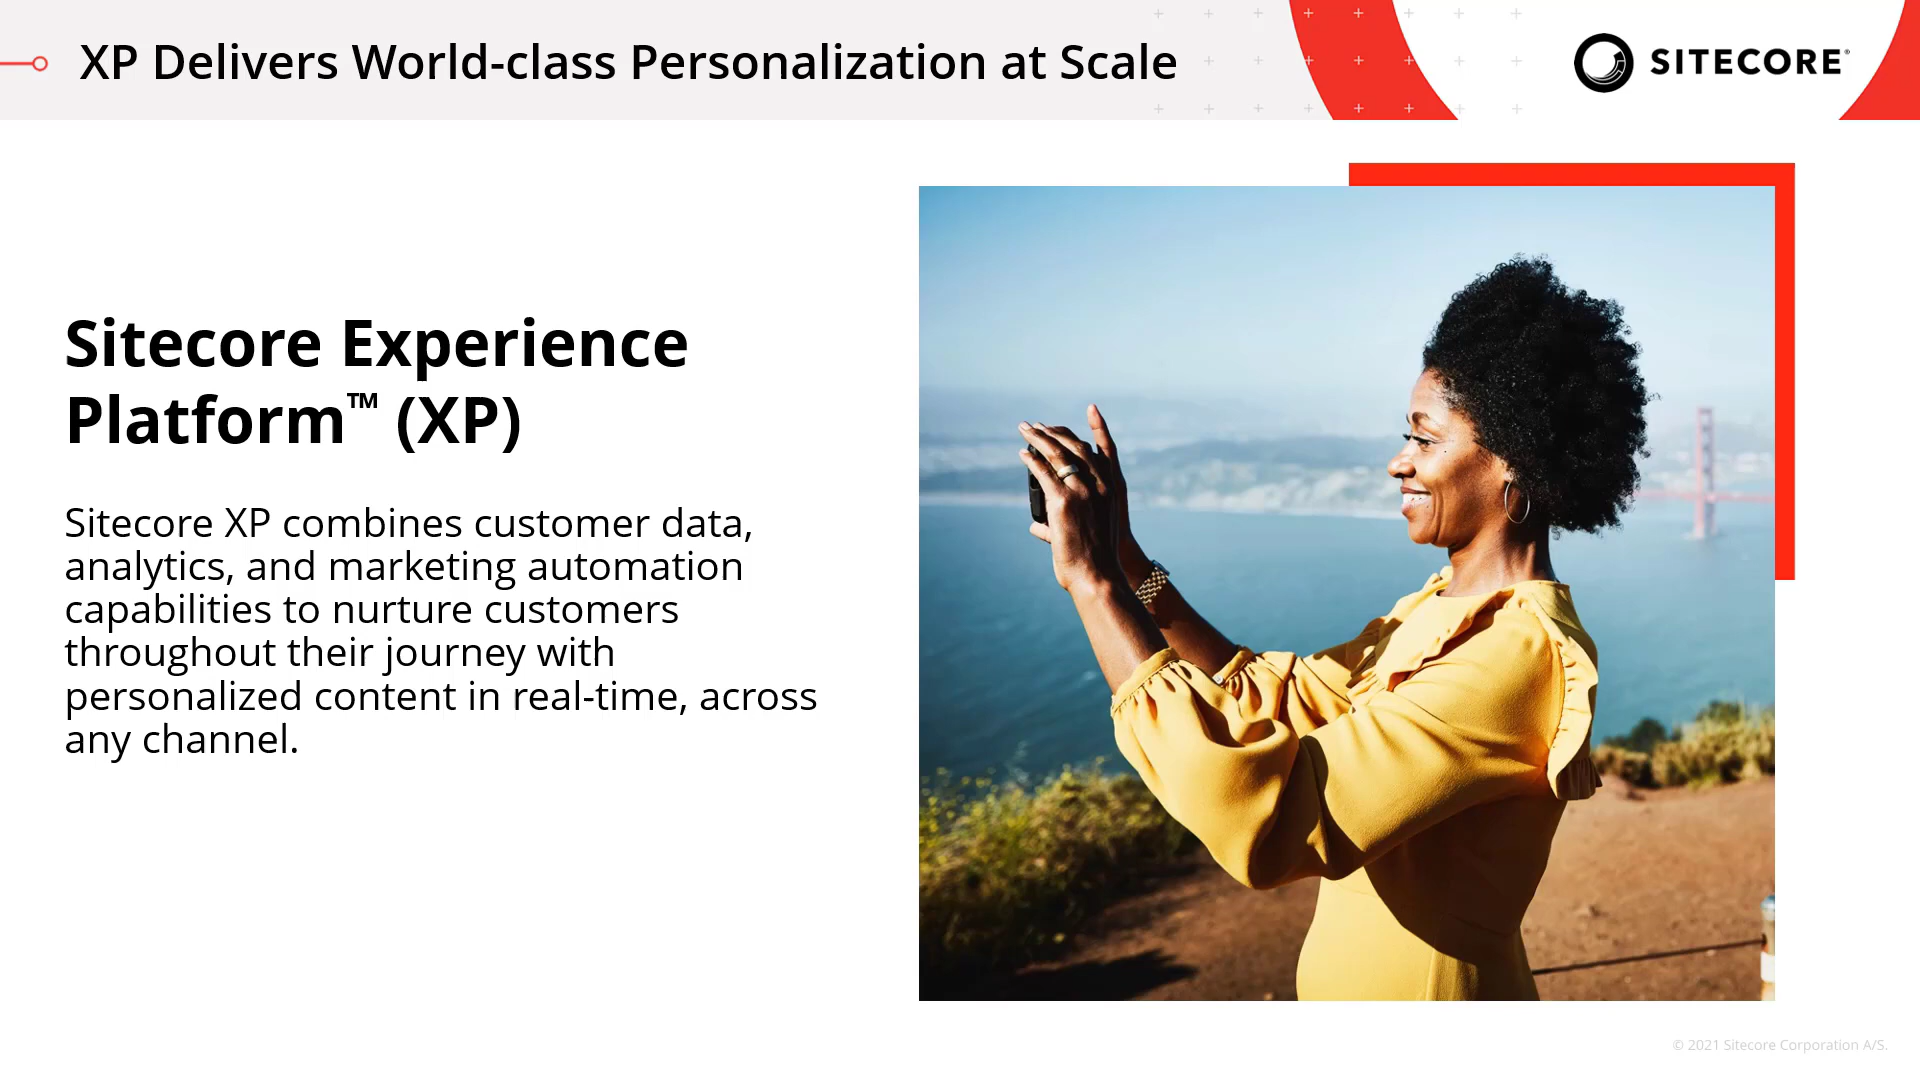 XP Delivers World-class Personalization at Scale
SITECORE®
Sitecore Experience
Platform™ (XP)
Sitecore XP combines customer data,
analytics, and marketing automation
capabilities to nurture customers
throughout their journey with
personalized content in real-time, across
any channel.
© 2021 Sitecore Corporation A/S.